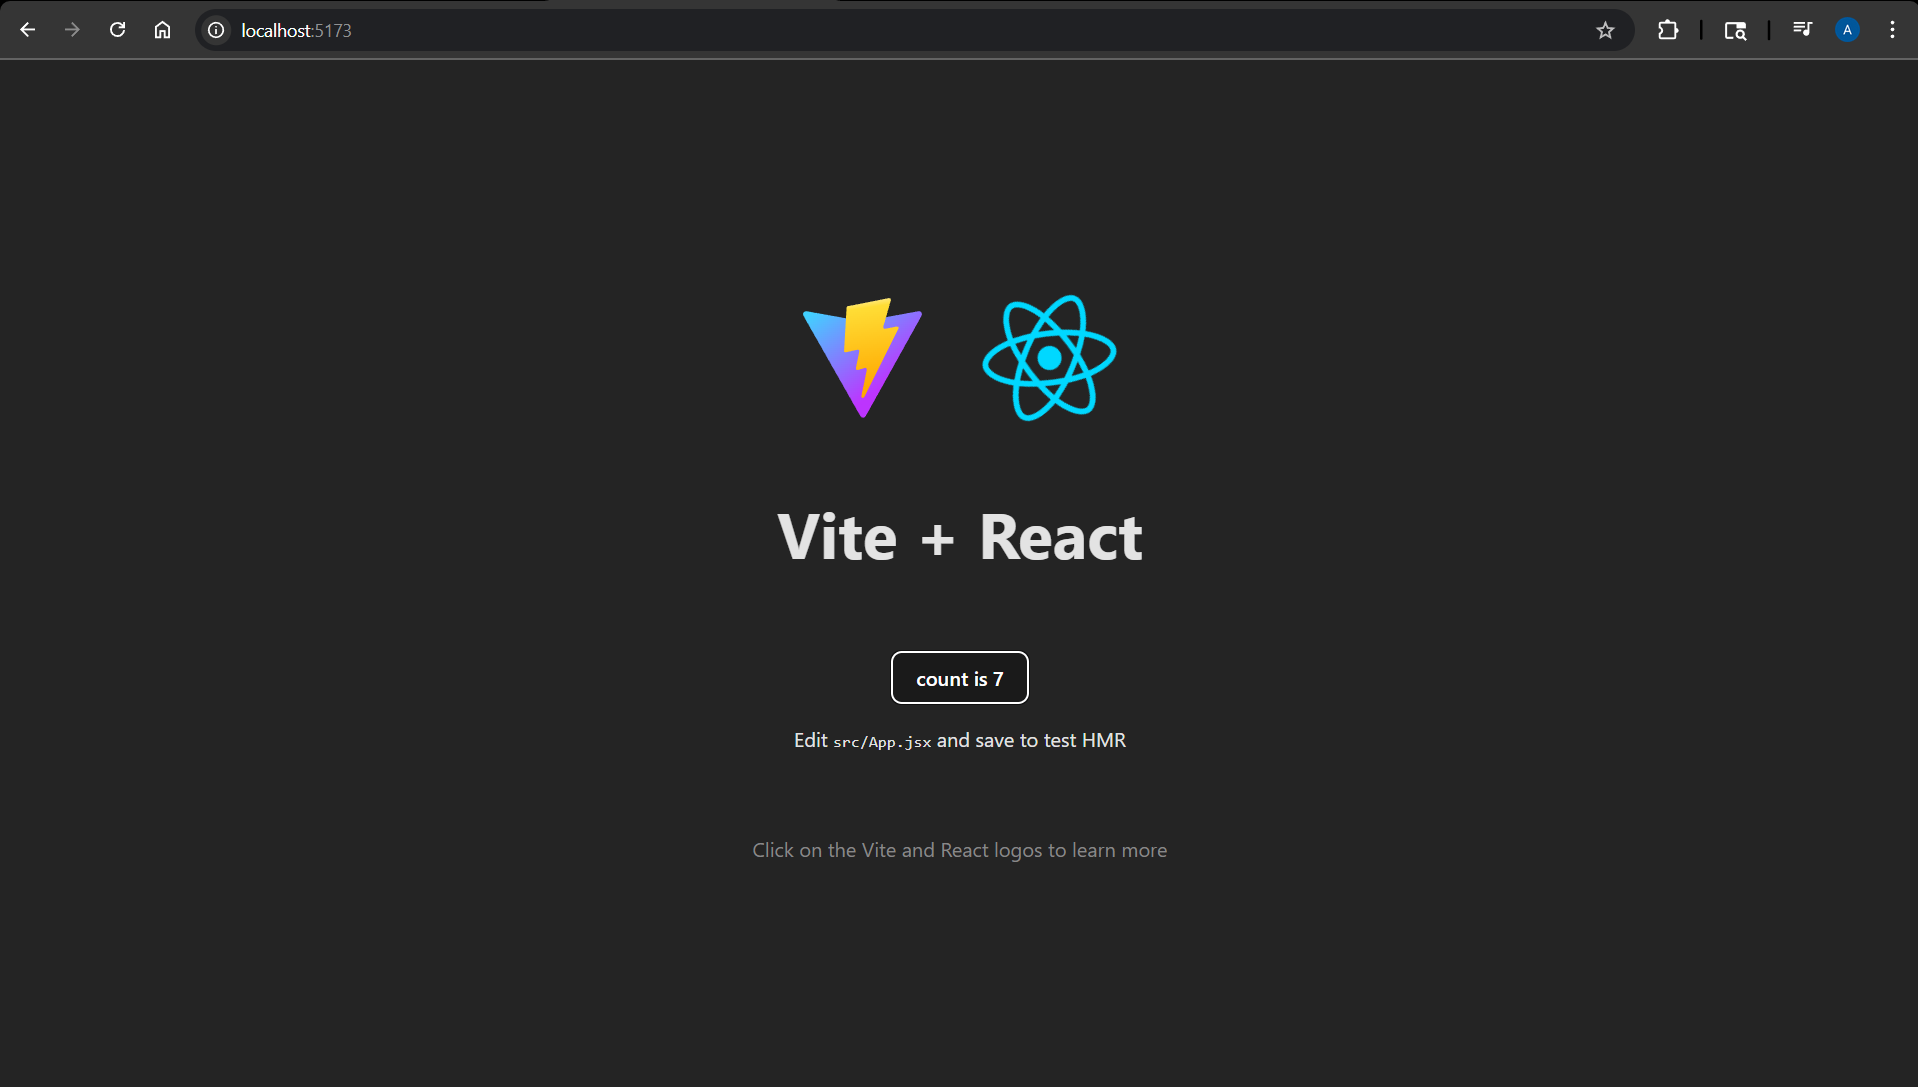 localhost:5173
A
Vite + React
count is 7
Edit src/App.jsx and save to test HMR
Click on the Vite and React logos to learn more